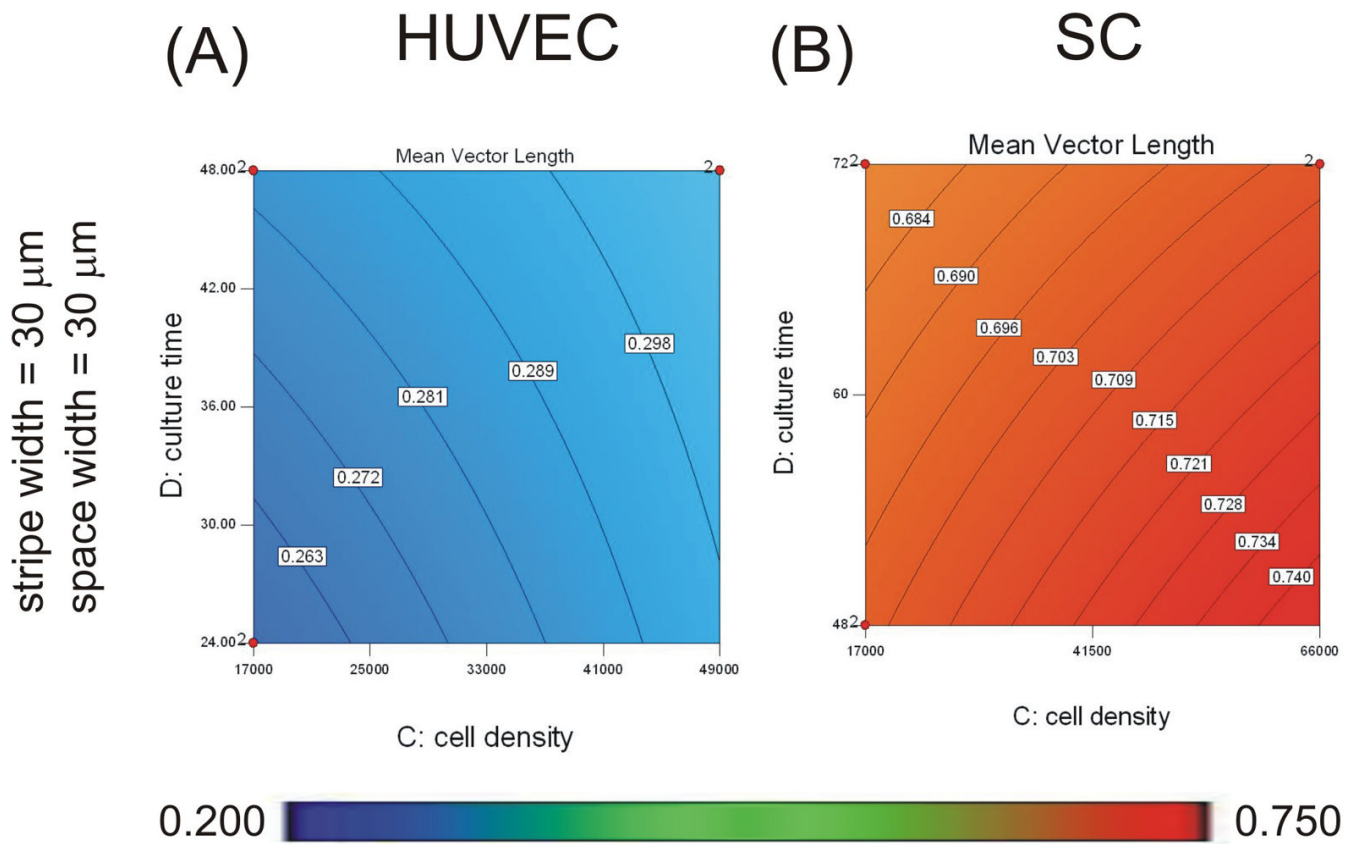 (A) HUVEC
(B) SC
stripe width = 30 μm
space width = 30 μm
Mean Vector Length
D: culture time
48.00
42.00
36.00
30.00
24.00
2
2
2
0.298
0.289
0.281
0.272
0.263
17000 25000 33000 41000 49000
C: cell density
Mean Vector Length
D: culture time
72
60
48
2
2
2
0.684
0.690
0.696
0.703
0.709
0.715
0.721
0.728
0.734
0.740
17000 41500 66000
C: cell density
0.200 0.750